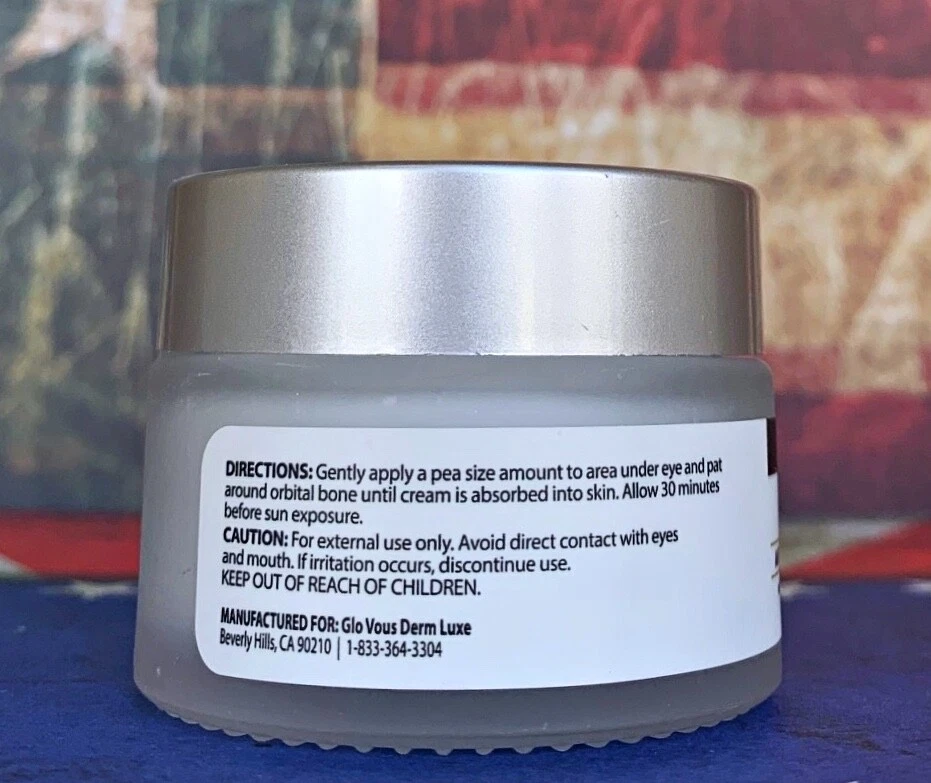 DIRECTIONS: Gently apply a pea size amount to area under eye and pat
around orbital bone until cream is absorbed into skin. Allow 30 minutes
before sun exposure.
CAUTION: For external use only. Avoid direct contact with eyes
and mouth. If irritation occurs, discontinue use.
KEEP OUT OF REACH OF CHILDREN.
MANUFACTURED FOR: Glo Vous Derm Luxe
Beverly Hills, CA 90210 | 1-833-364-3304